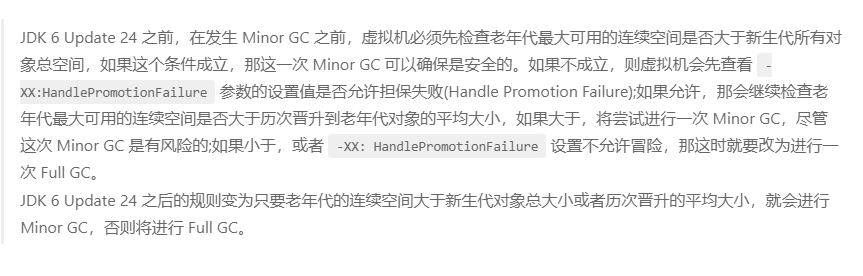 JDK 6 Update 24 之前，在发生 Minor GC 之前，虚拟机必须先检查老年代最大可用的连续空间是否大于新生代所有对
象总空间，如果这个条件成立，那这一次 Minor GC 可以确保是安全的。如果不成立，则虚拟机会先查看 -
XX:HandlePromotionFailure 参数的设置值是否允许担保失败(Handle Promotion Failure);如果允许，那会继续检查老
年代最大可用的连续空间是否大于历次晋升到老年代对象的平均大小，如果大于，将尝试进行一次 Minor GC，尽管
这次 Minor GC 是有风险的;如果小于，或者 -XX: HandlePromotionFailure 设置不允许冒险，那这时就要改为进行一
次 Full GC。
JDK 6 Update 24 之后的规则变为只要老年代的连续空间大于新生代对象总大小或者历次晋升的平均大小，就会进行
Minor GC，否则将进行 Full GC。